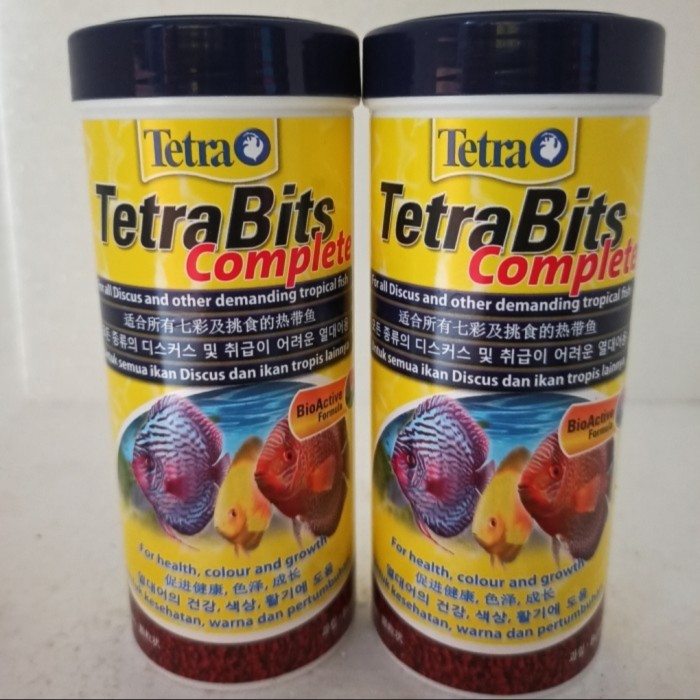 Tetra
TetraBits
Complete
For all Discus and other demanding tropical fish
适合所有七彩及挑食的热带鱼
모든 종류의 디스커스 및 취급이 어려운 열대어용
Untuk semua ikan Discus dan ikan tropis lainnya
BioActive
Formula
For health, colour and growth
促进健康, 色泽, 成长
열대어의 건강, 색상, 활기에 도움
kesehatan, warna dan pertumbuhan
Tetra
TetraBits
Complete
For all Discus and other demanding tropical fish
适合所有七彩及挑食的热带鱼
모든 종류의 디스커스 및 취급이 어려운 열대어용
Untuk semua ikan Discus dan ikan tropis lainnya
BioActive
Formula
For health, colour and growth
促进健康, 色泽, 成长
열대어의 건강, 색상, 활기에 도움
kesehatan, warna dan pertumbuhan